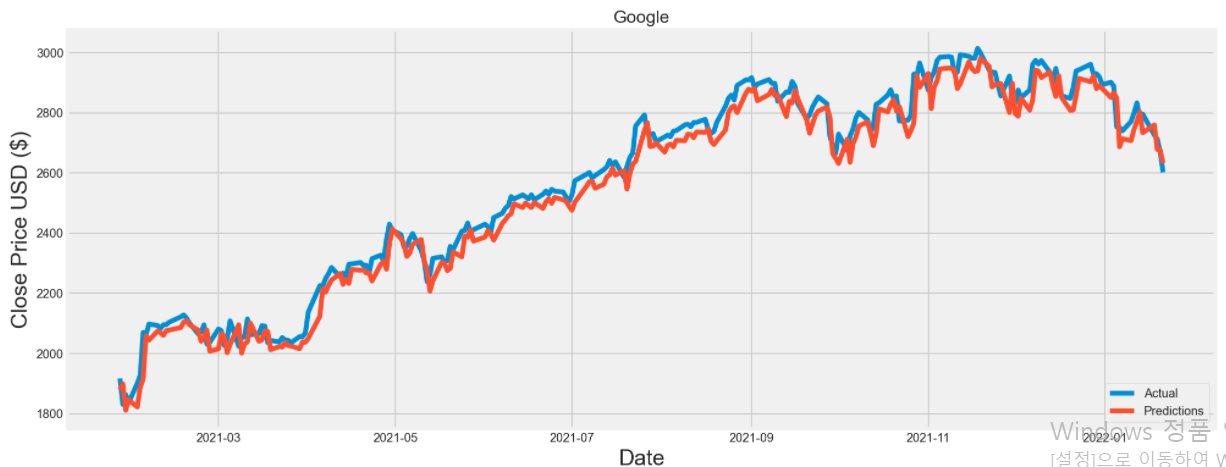 Google
Close Price USD ($)
3000
2800
2600
2400
2200
2000
1800
2021-03
2021-05
2021-07
2021-09
2021-11
2022-01
Date
Actual
Predictions
Windows 정품
[설정]으로 이동하여 W